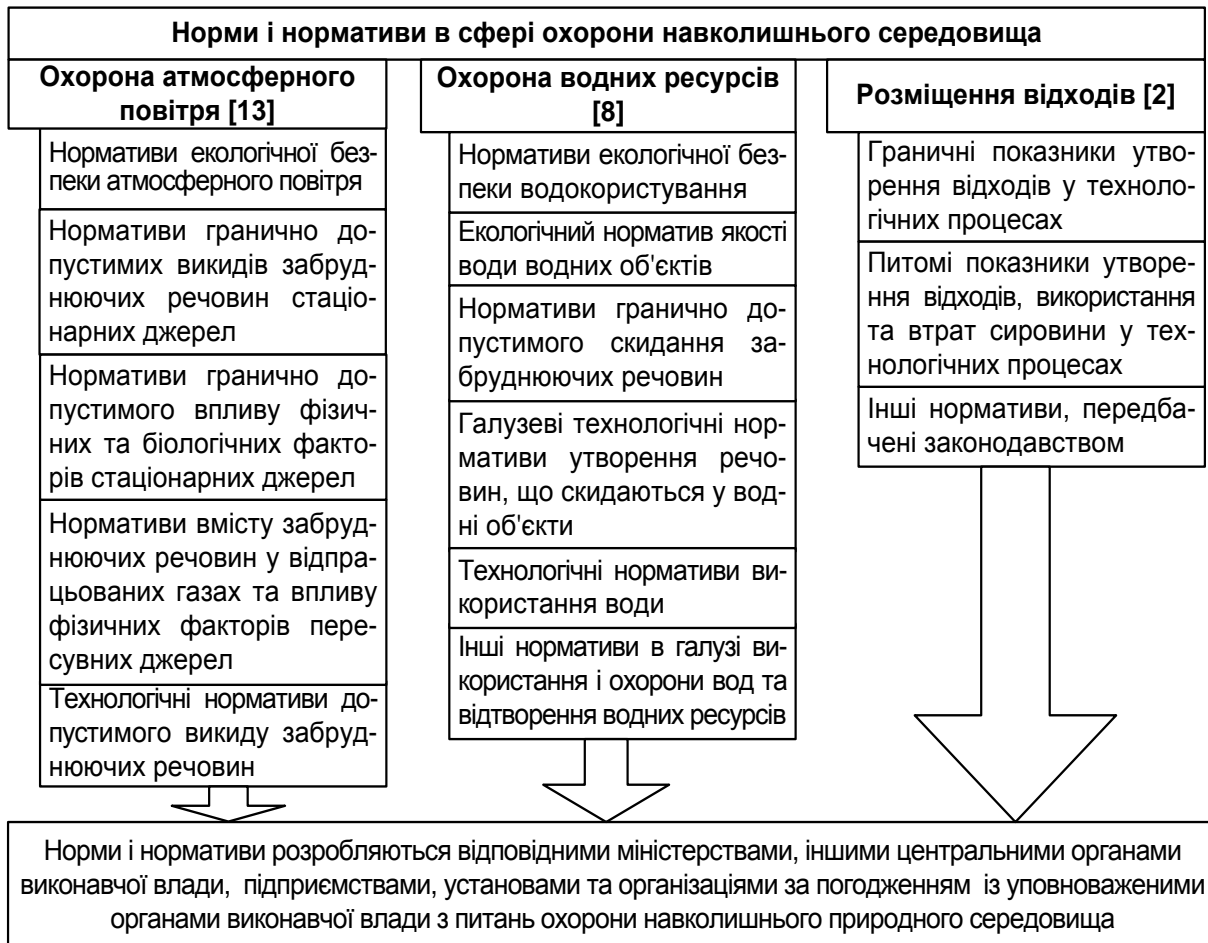 Норми і нормативи в сфері охорони навколишнього середовища
Охорона атмосферного
повітря [13]
Нормативи екологічної без-
пеки атмосферного повітря
Нормативи гранично до-
пустимих викидів забруд-
нюючих речовин стаціо-
нарних джерел
Нормативи гранично до-
пустимого впливу фізич-
них та біологічних факто-
рів стаціонарних джерел
Нормативи вмісту забруд-
нюючих речовин у відпра-
цьованих газах та впливу
фізичних факторів пере-
сувних джерел
Технологічні нормативи до-
пустимого викиду забруд-
нюючих речовин
Охорона водних ресурсів
[8]
Нормативи екологічної без-
пеки водокористування
Екологічний норматив якості
води водних об'єктів
Нормативи гранично до-
пустимого скидання за-
бруднюючих речовин
Галузеві технологічні нор-
мативи утворення речо-
вин, що скидаються у вод-
ні об'єкти
Технологічні нормативи ви-
користання води
Інші нормативи в галузі ви-
користання і охорони вод та
відтворення водних ресурсів
Розміщення відходів [2]
Граничні показники утво-
рення відходів у техноло-
гічних процесах
Питомі показники утворе-
ння відходів, використання
та втрат сировини у тех-
нологічних процесах
Інші нормативи, передба-
чені законодавством
Норми і нормативи розробляються відповідними міністерствами, іншими центральними органами
виконавчої влади, підприємствами, установами та організаціями за погодженням із уповноваженими
органами виконавчої влади з питань охорони навколишнього природного середовища